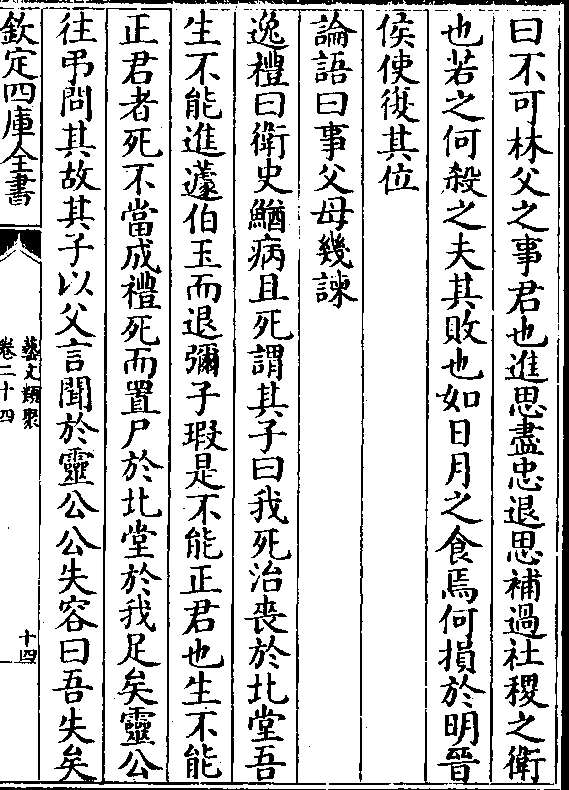 曰不可林父之事君也進思盡忠退思補過社稷之衛
也若之何殺之夫其敗也如日月之食焉何損於明晉
侯使復其位
論語曰事父母幾諫
逸禮曰衛史鰌病且死謂其子曰我死治喪於北堂吾
生不能進蘧伯玉而退彌子瑕是不能正君也生不能
正君者死不當成禮死而置尸於北堂於我足矣靈公
往弔問其故其子以父言聞於靈公公失容曰吾失矣
欽定四庫全書
藝文類聚
卷二十四
十四